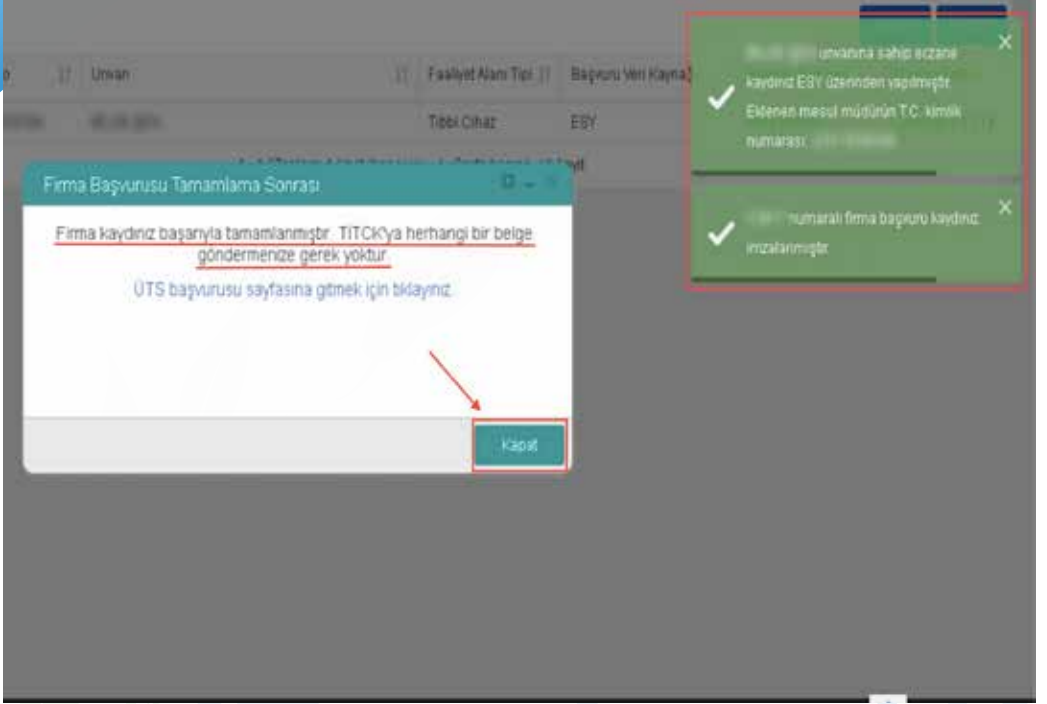 Unvan
Faaliyet Alanı Tipi
Başvuru Veri Kaynağı
Tıbbi Cihaz
ESY
unvanına sahip eczane
kaydınız ESY üzerinden yapılmıştır.
Eklenen mesul müdürün T.C. kimlik
numarası:
numaralı firma başvuru kaydınız
imzalanmıştır.
Firma Başvurusu Tamamlama Sonrası
Firma kaydınız başarıyla tamamlanmıştır. TİTCK'ya herhangi bir belge
göndermenize gerek yoktur.
ÜTS başvurusu sayfasına gitmek için tıklayınız.
Kapat